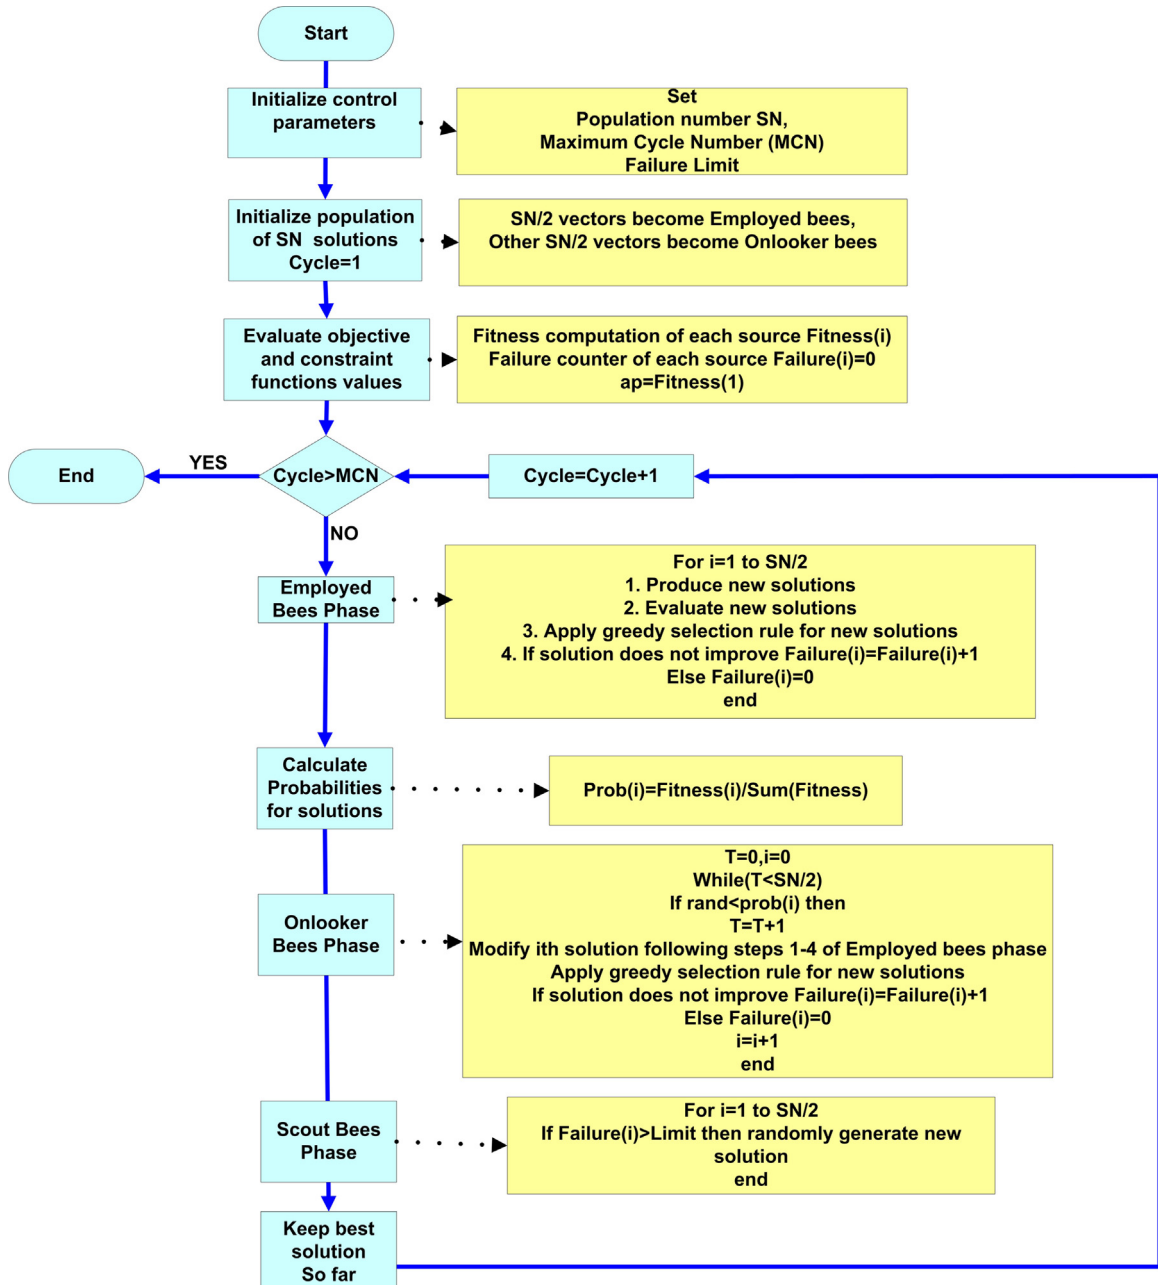 Start
Initialize control
parameters
Set
Population number SN,
Maximum Cycle Number (MCN)
Failure Limit
Initialize population
of SN solutions
Cycle=1
SN/2 vectors become Employed bees,
Other SN/2 vectors become Onlooker bees
Evaluate objective
and constraint
functions values
Fitness computation of each source Fitness(i)
Failure counter of each source Failure(i)=0
ap=Fitness(1)
End
YES
Cycle>MCN
Cycle=Cycle+1
NO
Employed
Bees Phase
For i=1 to SN/2
1. Produce new solutions
2. Evaluate new solutions
3. Apply greedy selection rule for new solutions
4. If solution does not improve Failure(i)=Failure(i)+1
Else Failure(i)=0
end
Calculate
Probabilities
for solutions
Prob(i)=Fitness(i)/Sum(Fitness)
Onlooker
Bees Phase
T=0,i=0
While(T<SN/2)
If rand<prob(i) then
T=T+1
Modify ith solution following steps 1-4 of Employed bees phase
Apply greedy selection rule for new solutions
If solution does not improve Failure(i)=Failure(i)+1
Else Failure(i)=0
i=i+1
end
Scout Bees
Phase
For i=1 to SN/2
If Failure(i)>Limit then randomly generate new
solution
end
Keep best
solution
So far